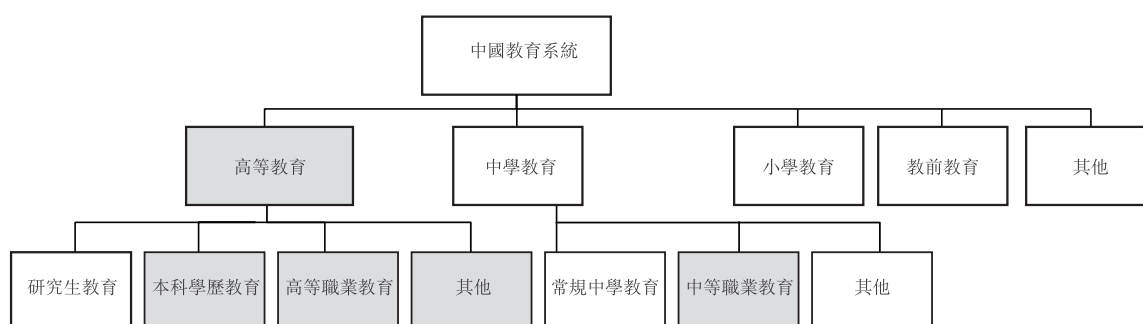 中國教育系統
高等教育
中學教育
小學教育
教前教育
其他
研究生教育
本科學歷教育
高等職業教育
其他
常規中學教育
中等職業教育
其他